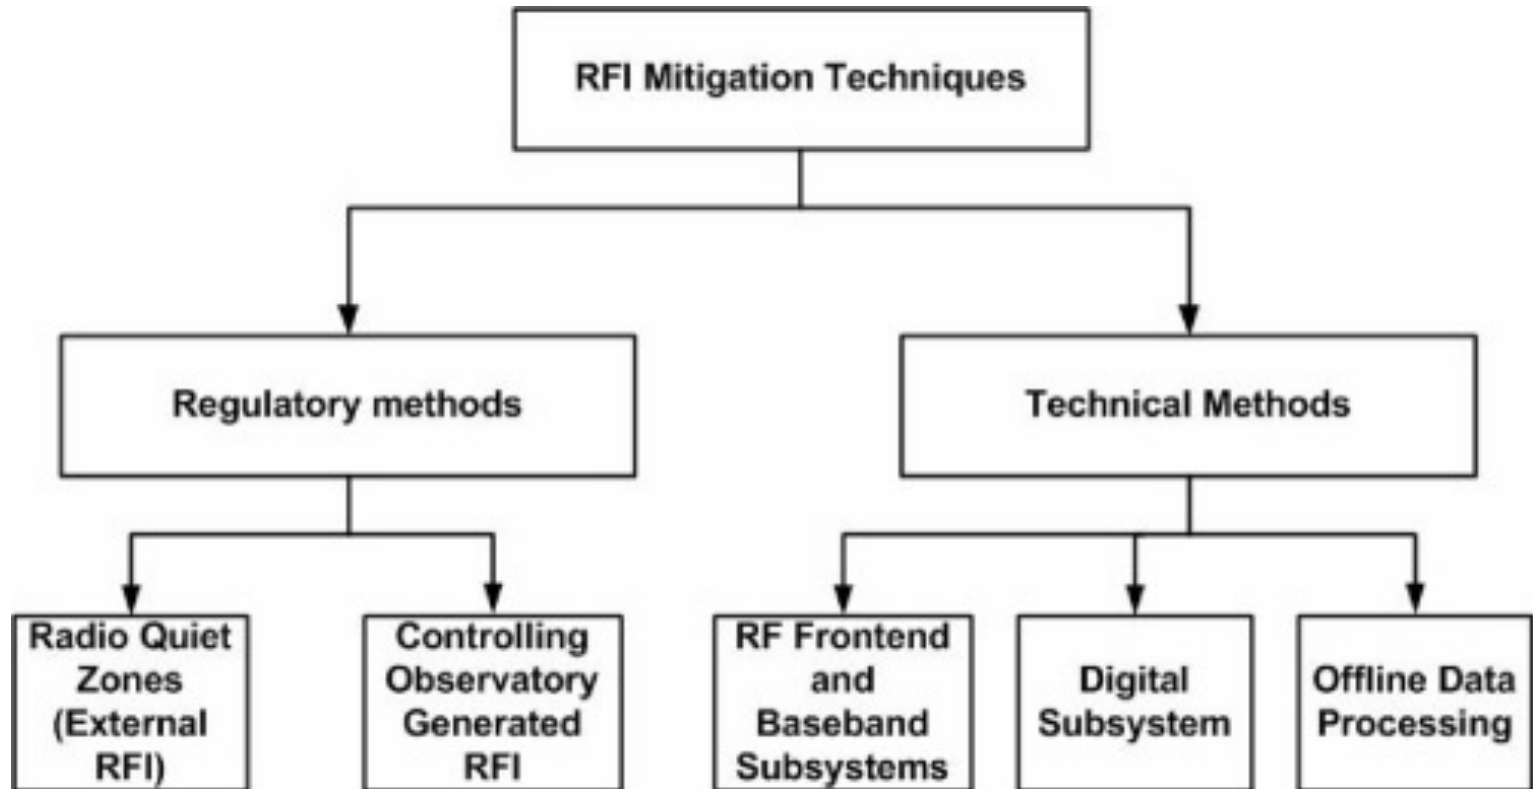 RFI Mitigation Techniques
Regulatory methods
Technical Methods
Radio Quiet
Zones
(External
RFI)
Controlling
Observatory
Generated
RFI
RF Frontend
and
Baseband
Subsystems
Digital
Subsystem
Offline Data
Processing